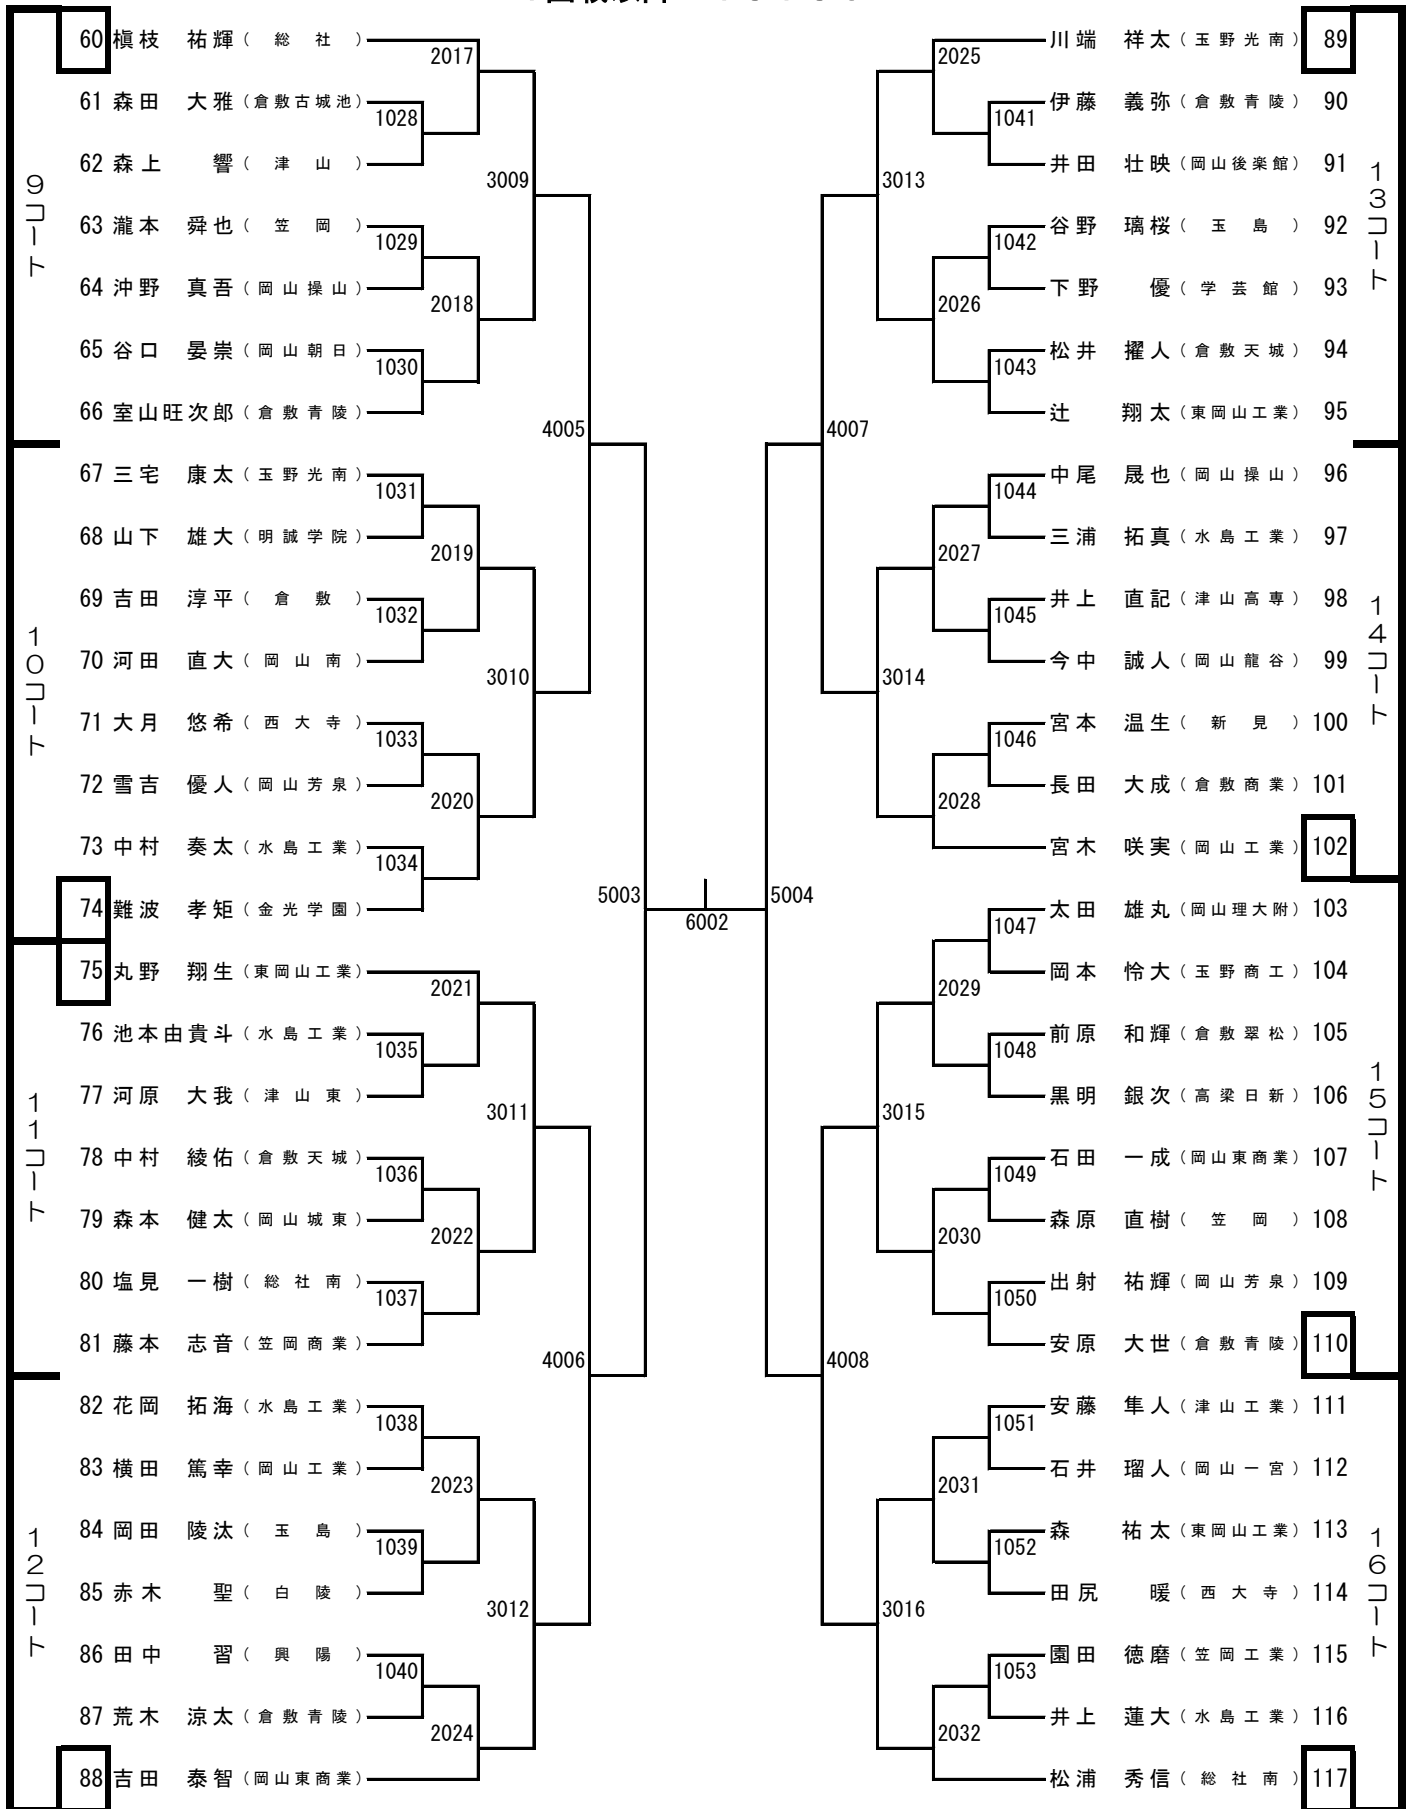 60 槇枝 祐輝 (総社)
61 森田 大雅 (倉敷古城池)
62 森上 響 (津山)
63 瀧本 舜也 (笠岡)
64 沖野 真吾 (岡山操山)
65 谷口 晏崇 (岡山朝日)
66 室山旺次郎 (倉敷青陵)
67 三宅 康太 (玉野光南)
68 山下 雄大 (明誠学院)
69 吉田 淳平 (倉敷)
70 河田 直大 (岡山南)
71 大月 悠希 (西大寺)
72 雪吉 優人 (岡山芳泉)
73 中村 奏太 (水島工業)
74 難波 孝矩 (金光学園)
75 丸野 翔生 (東岡山工業)
76 池本由貴斗 (水島工業)
77 河原 大我 (津山東)
78 中村 綾佑 (倉敷天城)
79 森本 健太 (岡山城東)
80 塩見 一樹 (総社南)
81 藤本 志音 (笠岡商業)
82 花岡 拓海 (水島工業)
83 横田 篤幸 (岡山工業)
84 岡田 陵汰 (玉島)
85 赤木 聖 (白陵)
86 田中 習 (興陽)
87 荒木 涼太 (倉敷青陵)
88 吉田 泰智 (岡山東商業)
9コート
10コート
11コート
12コート
1028
1029
1030
1031
1032
1033
1034
1035
1036
1037
1038
1039
1040
2017
2018
2019
2020
2021
2022
2023
2024
3009
3010
3011
3012
4005
4006
5003
6002
5004
4007
4008
3013
3014
3015
3016
2025
2026
2027
2028
2029
2030
2031
2032
1041
1042
1043
1044
1045
1046
1047
1048
1049
1050
1051
1052
1053
川端 祥太 (玉野光南) 89
伊藤 義弥 (倉敷青陵) 90
井田 壮映 (岡山後楽館) 91
谷野 璃桜 (玉島) 92
下野 優 (学芸館) 93
松井 擢人 (倉敷天城) 94
辻 翔太 (東岡山工業) 95
中尾 晟也 (岡山操山) 96
三浦 拓真 (水島工業) 97
井上 直記 (津山高専) 98
今中 誠人 (岡山龍谷) 99
宮本 温生 (新見) 100
長田 大成 (倉敷商業) 101
宮木 咲実 (岡山工業) 102
太田 雄丸 (岡山理大附) 103
岡本 怜大 (玉野商工) 104
前原 和輝 (倉敷翠松) 105
黒明 銀次 (高梁日新) 106
石田 一成 (岡山東商業) 107
森原 直樹 (笠岡) 108
出射 祐輝 (岡山芳泉) 109
安原 大世 (倉敷青陵) 110
安藤 隼人 (津山工業) 111
石井 瑠人 (岡山一宮) 112
森 祐太 (東岡山工業) 113
田尻 暖 (西大寺) 114
園田 徳磨 (笠岡工業) 115
井上 蓮大 (水島工業) 116
松浦 秀信 (総社南) 117
13コート
14コート
15コート
16コート